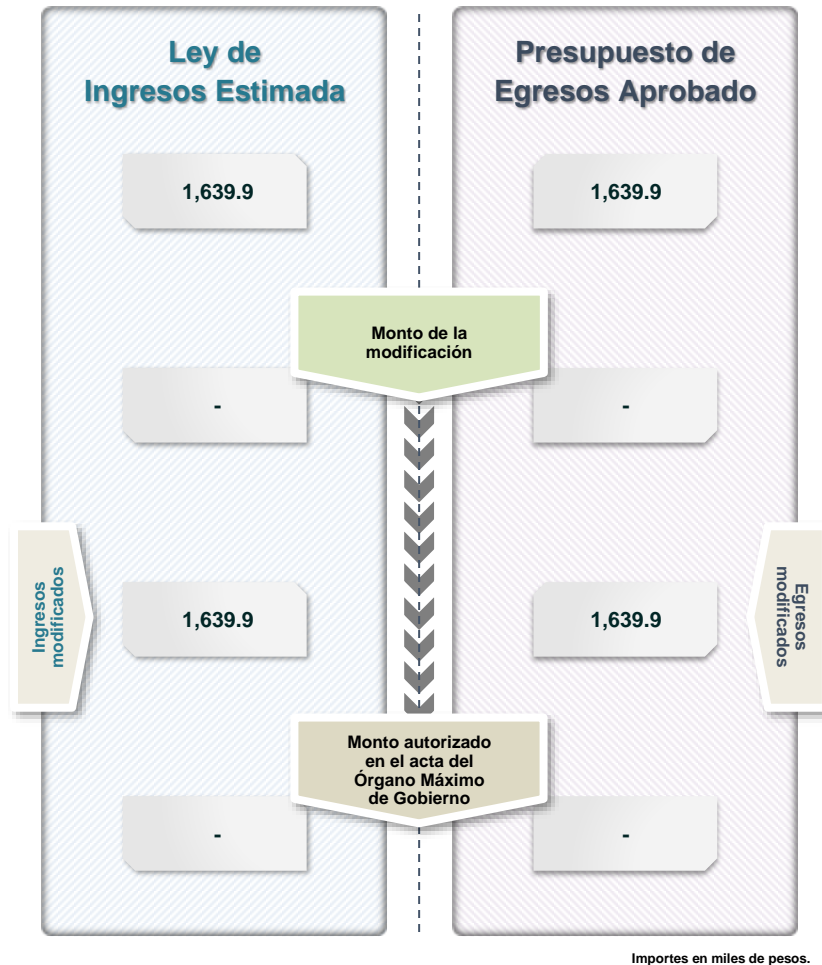 Ley de
Ingresos Estimada
Presupuesto de
Egresos Aprobado
1,639.9
1,639.9
Monto de la
modificación
-
-
Ingresos
modificados
1,639.9
1,639.9
Egresos
modificados
Monto autorizado
en el acta del
Órgano Máximo
de Gobierno
-
-
Importes en miles de pesos.